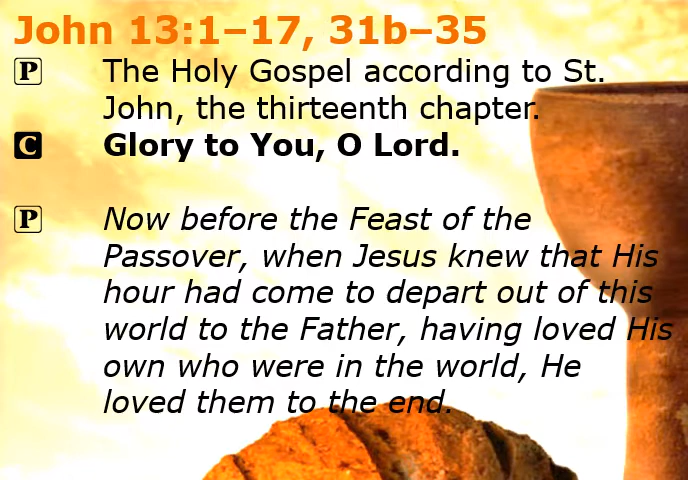 John 13:1–17, 31b–35
P The Holy Gospel according to St.
John, the thirteenth chapter.
C Glory to You, O Lord.
P Now before the Feast of the
Passover, when Jesus knew that His
hour had come to depart out of this
world to the Father, having loved His
own who were in the world, He
loved them to the end.